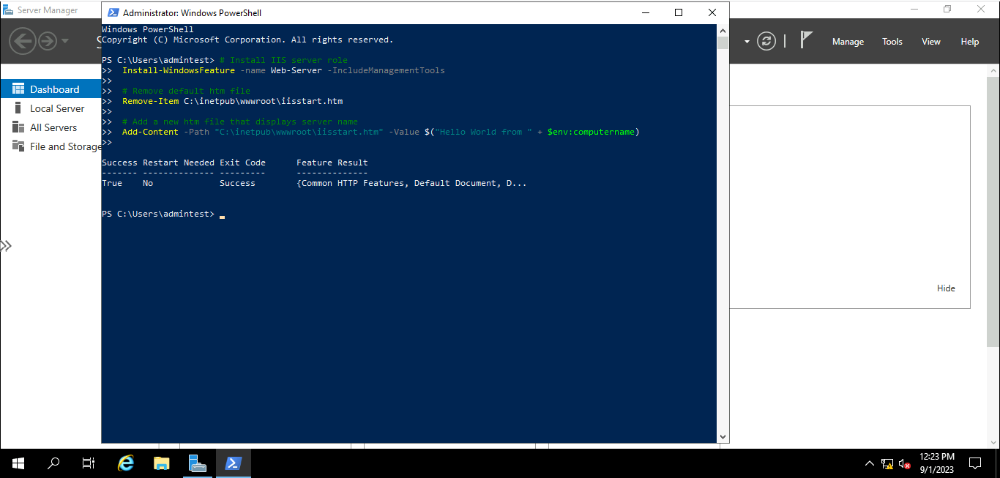 Server Manager
Administrator: Windows PowerShell
Manage
Tools
View
Help
Dashboard
Local Server
All Servers
File and Storage
Windows PowerShell
Copyright (C) Microsoft Corporation. All rights reserved.
PS C:\Users\admintest> # Install IIS server role
>> Install-WindowsFeature -name Web-Server -IncludeManagementTools
>>
>> # Remove default htm file
>> Remove-Item C:\inetpub\wwwroot\iisstart.htm
>>
>> # Add a new htm file that displays server name
>> Add-Content -Path "C:\inetpub\wwwroot\iisstart.htm" -Value $("Hello World from " + $env:computername)
>>
Success Restart Needed Exit Code Feature Result
------- -------------- --------- --------------
True No Success {Common HTTP Features, Default Document, D...
PS C:\Users\admintest>
Hide
12:23 PM
9/1/2023